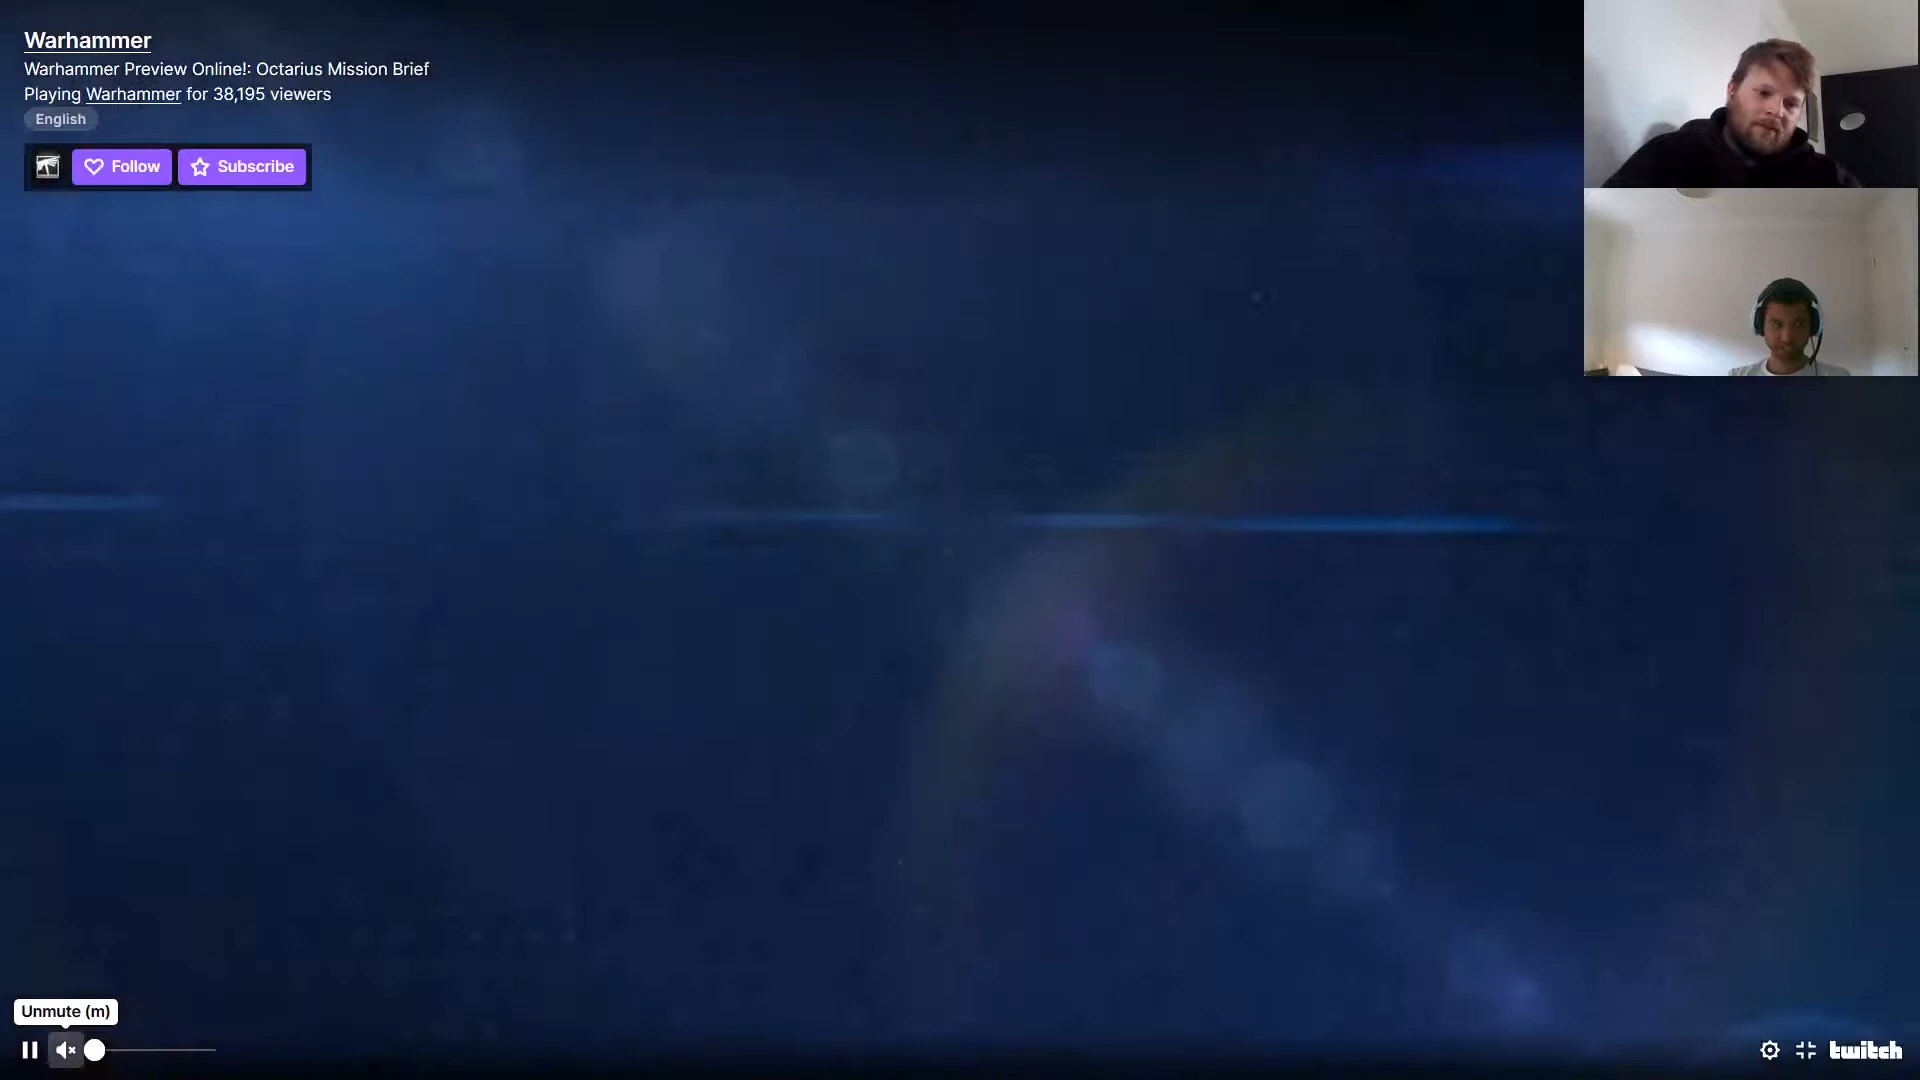 Warhammer
Warhammer Preview Online!: Octarius Mission Brief
Playing Warhammer for 38,195 viewers
English
Follow
Subscribe
Unmute (m)
twitch